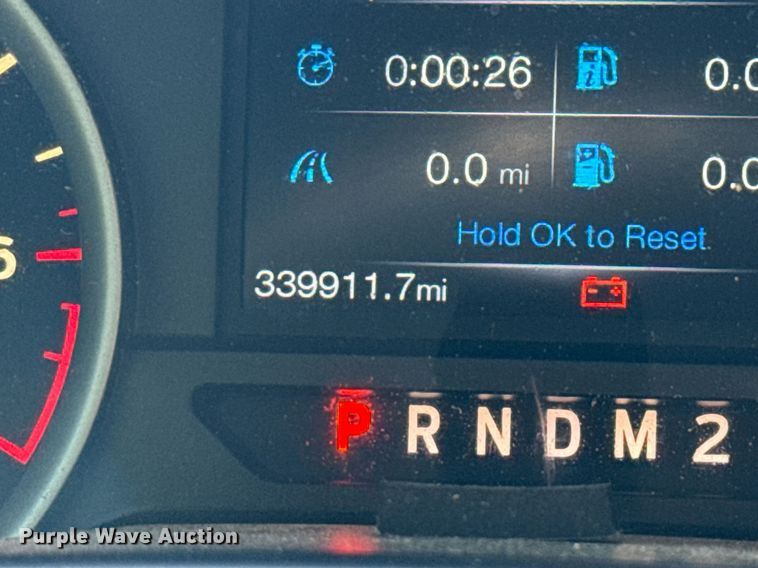 0:00:26 0.0
0.0 mi 0.0
Hold OK to Reset
339911.7mi
6
P R N D M 2
Purple Wave Auction